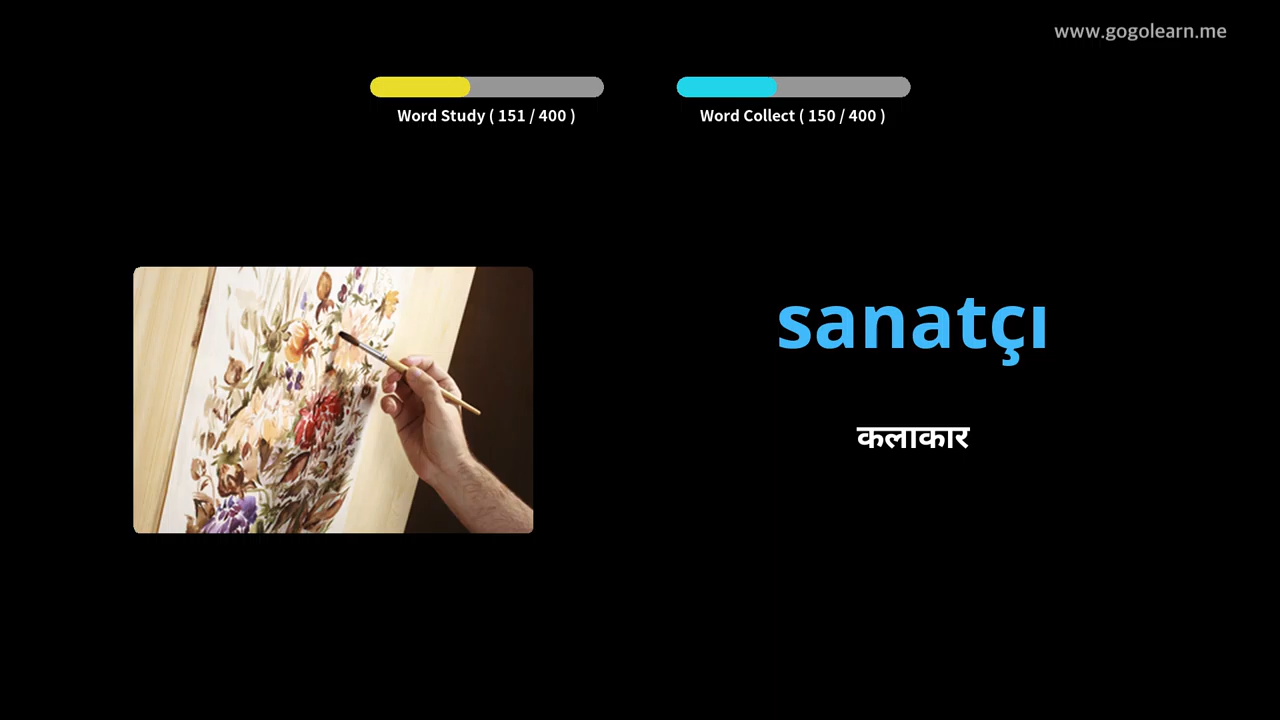 www.gogolearn.me
Word Study ( 151 / 400 )
Word Collect ( 150 / 400 )
sanatçı
कलाकार